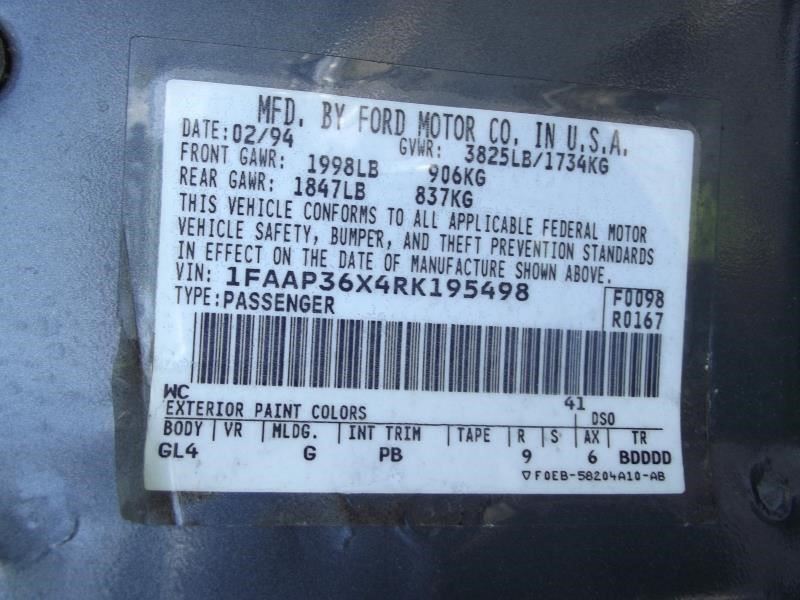 MFD. BY FORD MOTOR CO. IN U.S.A.
DATE: 02/94 GVWR: 3825LB/1734KG
FRONT GAWR: 1998LB 906KG
REAR GAWR: 1847LB 837KG
THIS VEHICLE CONFORMS TO ALL APPLICABLE FEDERAL MOTOR
VEHICLE SAFETY, BUMPER, AND THEFT PREVENTION STANDARDS
IN EFFECT ON THE DATE OF MANUFACTURE SHOWN ABOVE.
VIN: 1FAAP36X4RK195498 F0098
TYPE: PASSENGER R0167
WC 41
EXTERIOR PAINT COLORS DSO
BODY VR MLDG. INT TRIM TAPE R S AX TR
GL4 G PB 9 6 BDDDD
▽F0EB-58204A10-AB